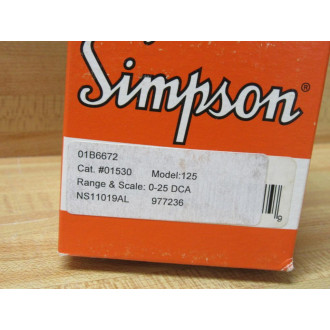 Simpson®
01B6672
Cat. #01530 Model:125
Range & Scale: 0-25 DCA
NS11019AL 977236